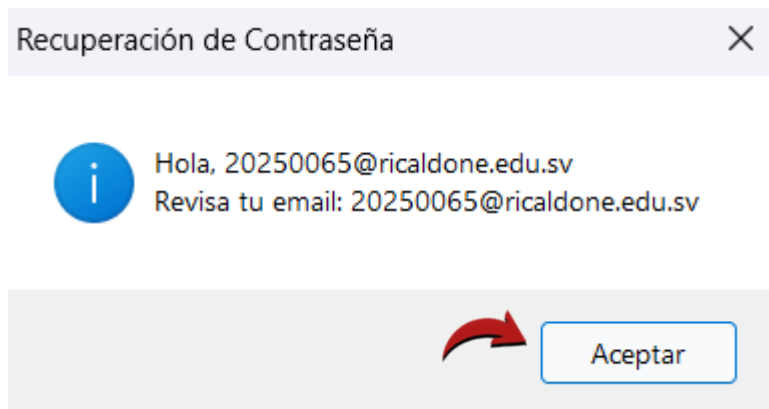 Recuperación de Contraseña
Hola, 20250065@ricaldone.edu.sv
Revisa tu email: 20250065@ricaldone.edu.sv
Aceptar